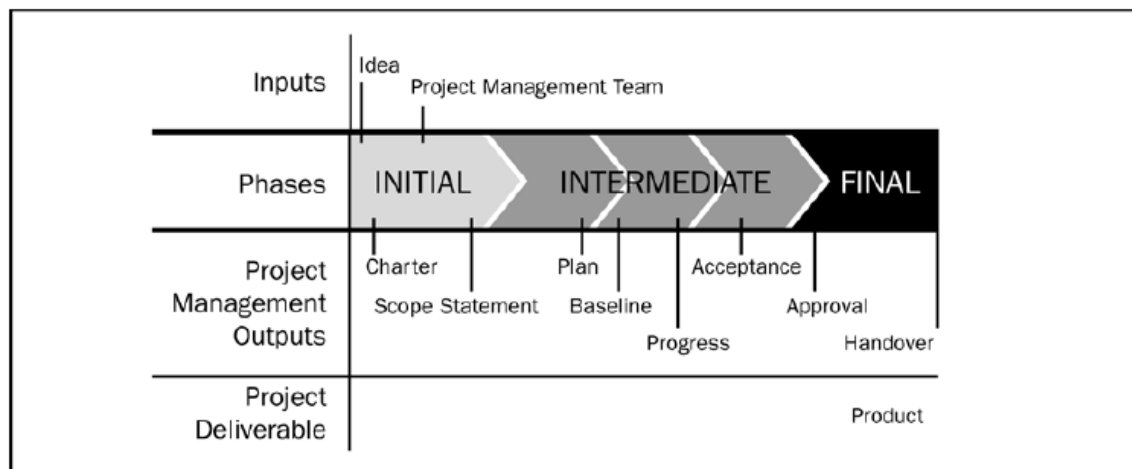 Inputs
Idea
Project Management Team
Phases
INITIAL
INTERMEDIATE
FINAL
Project
Management
Outputs
Charter
Scope Statement
Plan
Baseline
Progress
Acceptance
Approval
Handover
Project
Deliverable
Product